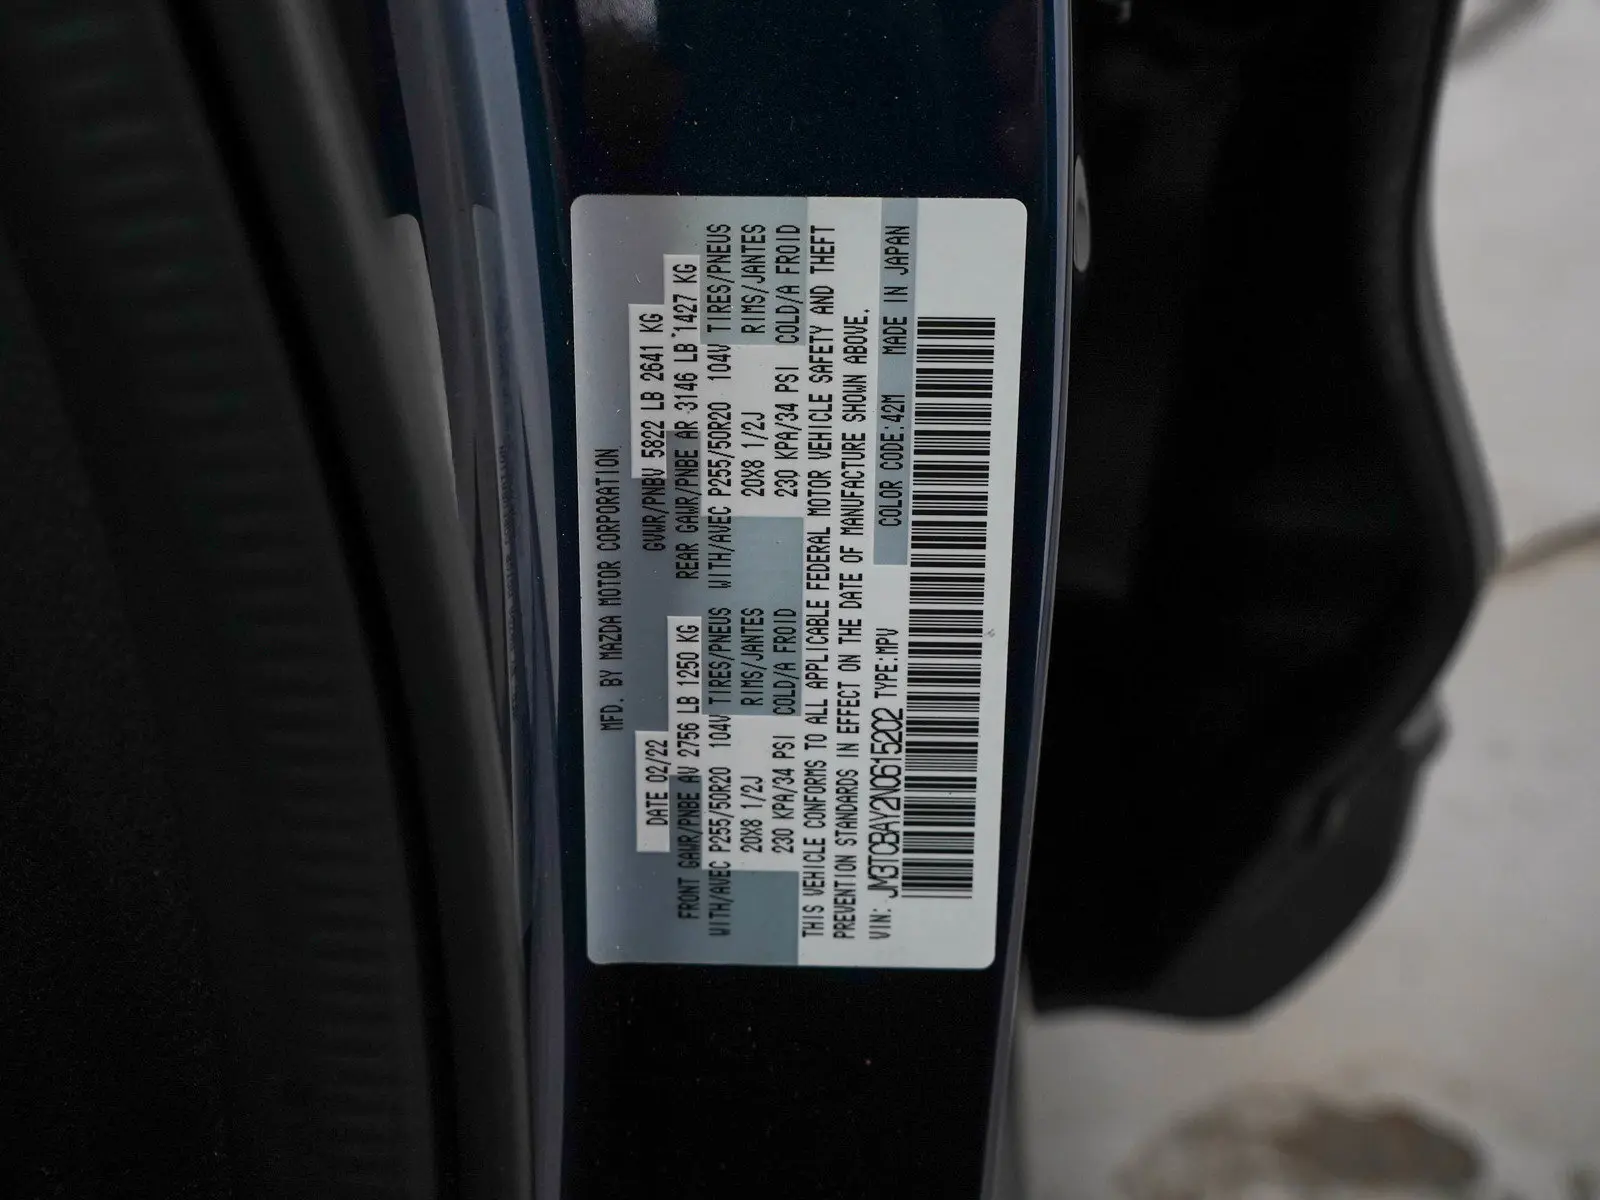 MFD. BY MAZDA MOTOR CORPORATION
DATE 02/22 GVWR/PNBV 5822 LB 2641 KG
FRONT GAWR/PNBE AV 2756 LB 1250 KG REAR GAWR/PNBE AR 3146 LB 1427 KG
WITH/AVEC P255/50R20 104V TIRES/PNEUS WITH/AVEC P255/50R20 104V TIRES/PNEUS
20X8 1/2J RIMS/JANTES 20X8 1/2J RIMS/JANTES
230 KPA/34 PSI COLD/A FROID 230 KPA/34 PSI COLD/A FROID
THIS VEHICLE CONFORMS TO ALL APPLICABLE FEDERAL MOTOR VEHICLE SAFETY AND THEFT
PREVENTION STANDARDS IN EFFECT ON THE DATE OF MANUFACTURE SHOWN ABOVE.
VIN: JM3TCBAY2N0615202 TYPE:MPV COLOR CODE:42M MADE IN JAPAN